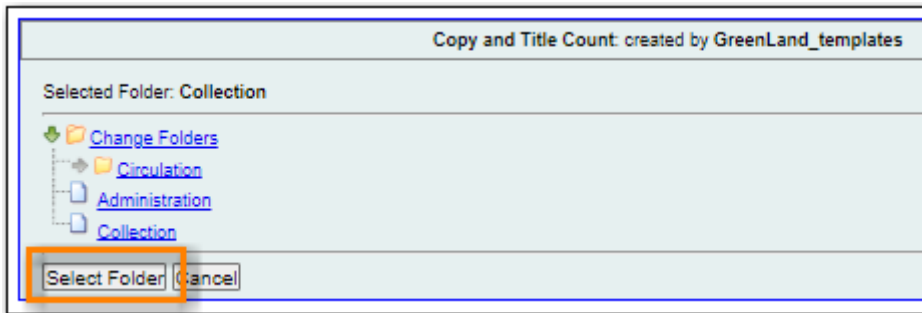 Copy and Title Count: created by GreenLand_templates
Selected Folder: Collection
Change Folders
Circulation
Administration
Collection
Select Folder Cancel